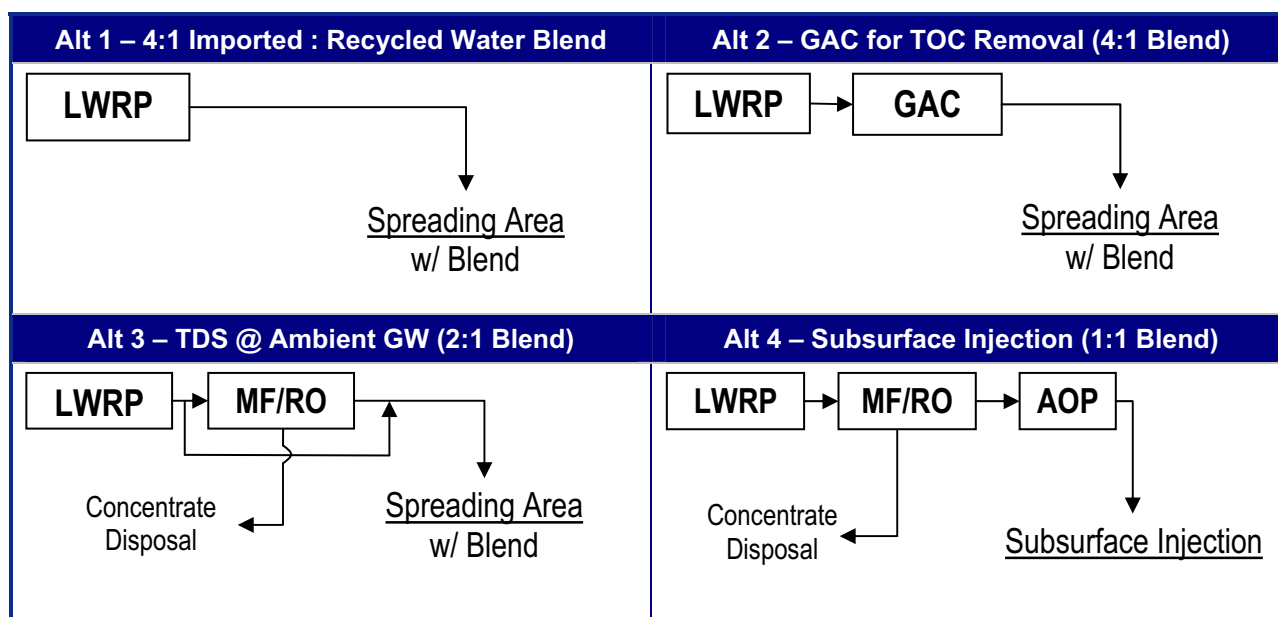 Alt 1 – 4:1 Imported : Recycled Water Blend
LWRP
Spreading Area
w/ Blend
Alt 2 – GAC for TOC Removal (4:1 Blend)
LWRP
GAC
Spreading Area
w/ Blend
Alt 3 – TDS @ Ambient GW (2:1 Blend)
LWRP
MF/RO
Concentrate
Disposal
Spreading Area
w/ Blend
Alt 4 – Subsurface Injection (1:1 Blend)
LWRP
MF/RO
AOP
Concentrate
Disposal
Subsurface Injection